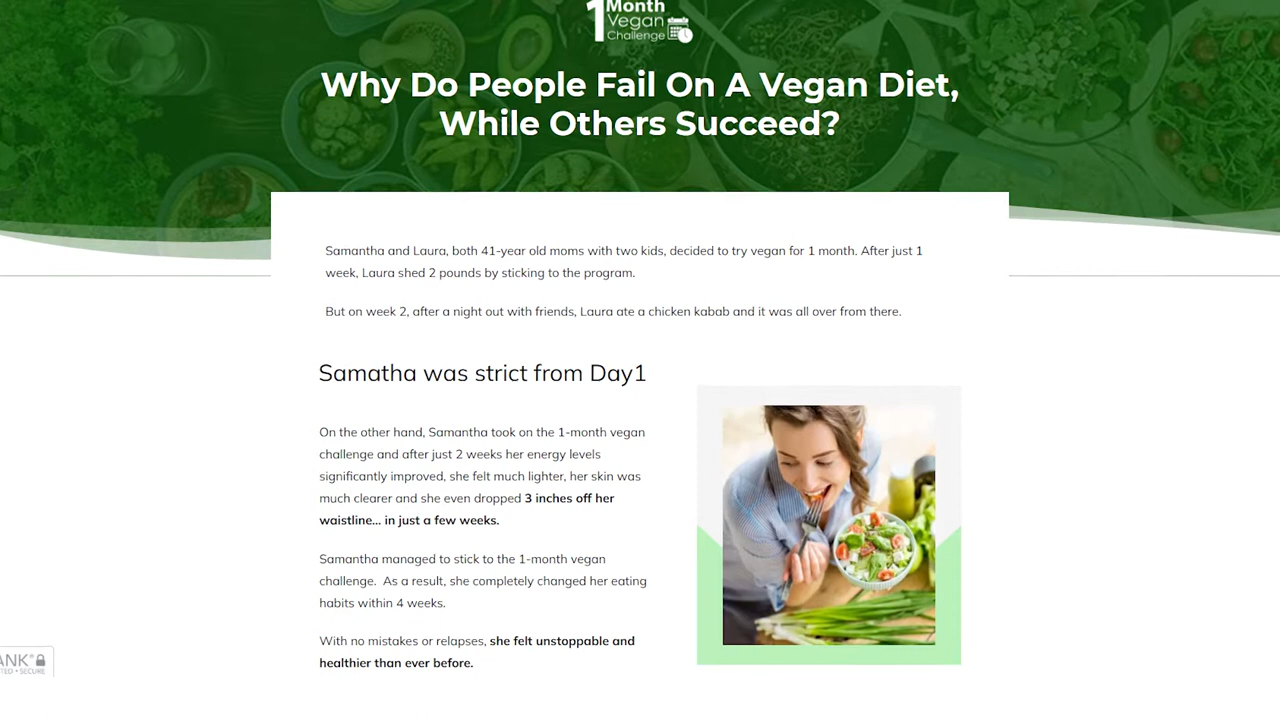 1 Month
Vegan
Challenge
Why Do People Fail On A Vegan Diet,
While Others Succeed?
Samantha and Laura, both 41-year old moms with two kids, decided to try vegan for 1 month. After just 1
week, Laura shed 2 pounds by sticking to the program.
But on week 2, after a night out with friends, Laura ate a chicken kabab and it was all over from there.
Samatha was strict from Day1
On the other hand, Samantha took on the 1-month vegan
challenge and after just 2 weeks her energy levels
significantly improved, she felt much lighter, her skin was
much clearer and she even dropped 3 inches off her
waistline... in just a few weeks.
Samantha managed to stick to the 1-month vegan
challenge.  As a result, she completely changed her eating
habits within 4 weeks.
With no mistakes or relapses, she felt unstoppable and
healthier than ever before.
ANK®
TED • SECURE